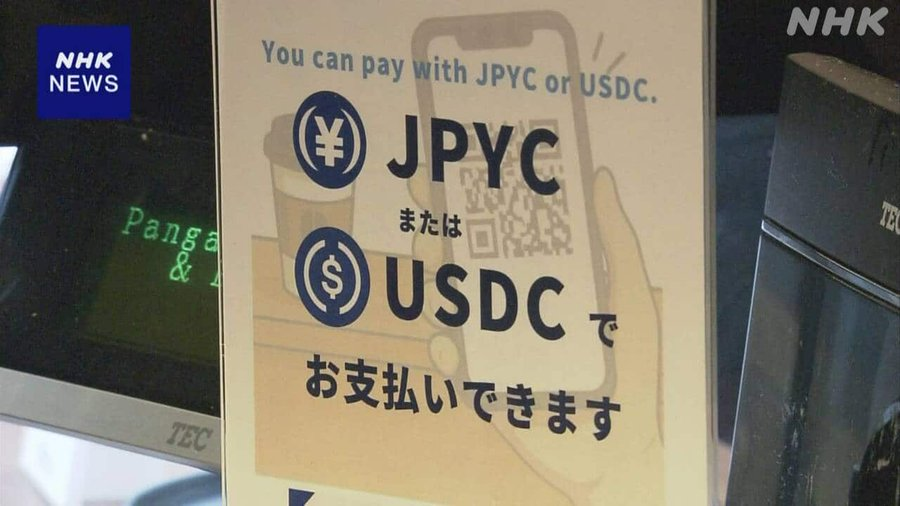 NHK
NEWS
NHK
You can pay with JPYC or USDC.
JPYC
または
USDC で
お支払いできます
Panga
&
TEC
TEC